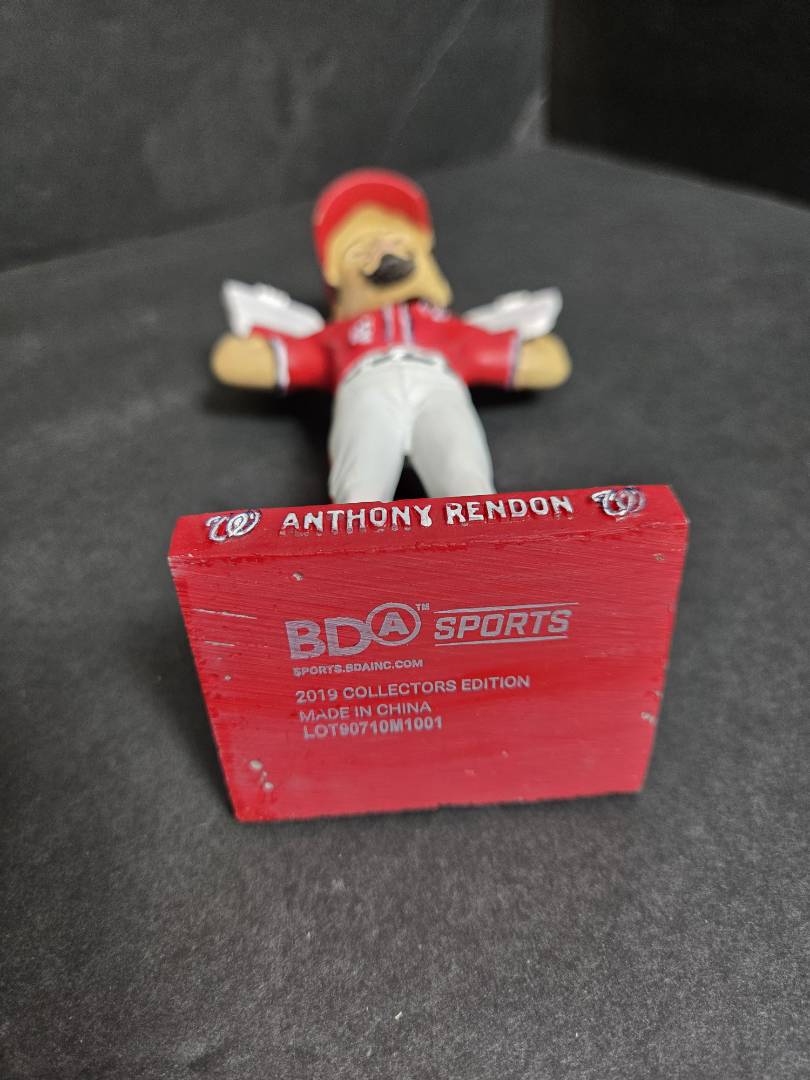 W ANTHONY RENDON W
BDA™ SPORTS
SPORTS.BDAINC.COM
2019 COLLECTORS EDITION
MADE IN CHINA
LOT90710M1001